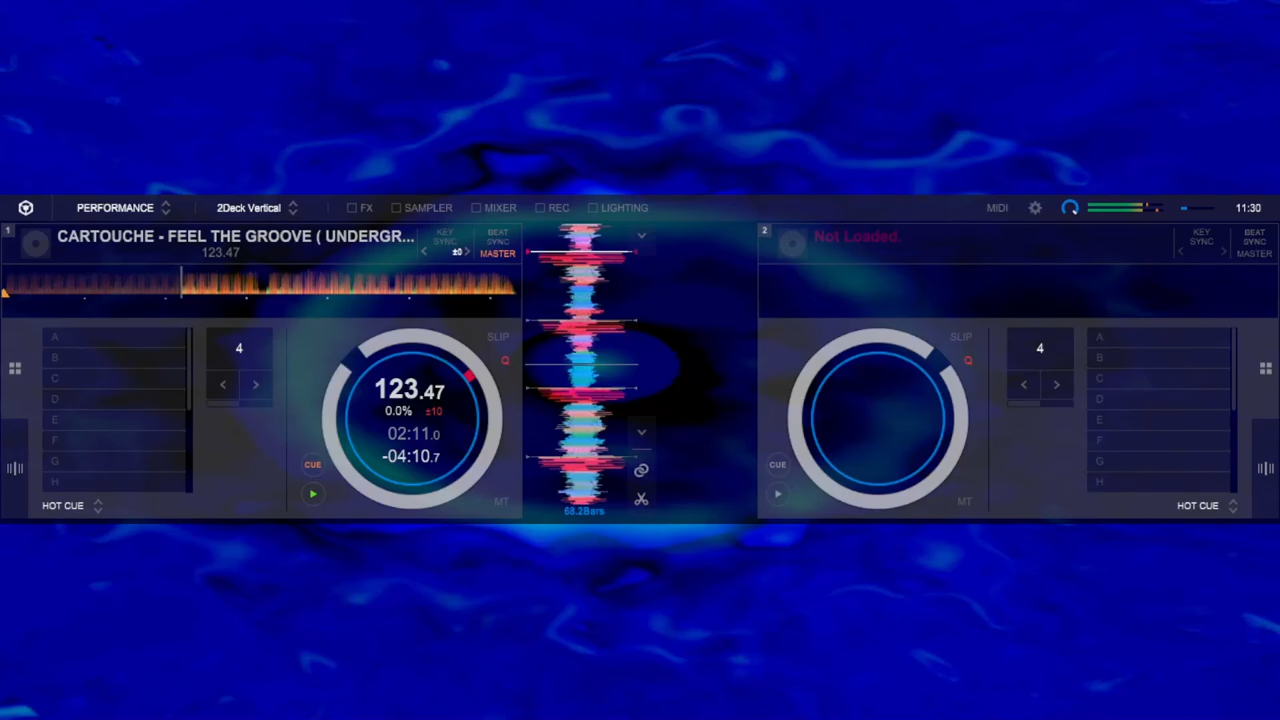 PERFORMANCE 2Deck Vertical FX SAMPLER MIXER REC LIGHTING MIDI 11:30
1 CARTOUCHE - FEEL THE GROOVE ( UNDERGR...
123.47
KEY SYNC
±0
BEAT SYNC
MASTER
A
B
C
D
E
F
G
H
HOT CUE
4
SLIP
Q
123.47
0.0% ±10
02:11.0
-04:10.7
CUE
MT
68.2Bars
2 Not Loaded.
KEY SYNC
BEAT SYNC
MASTER
SLIP
Q
CUE
MT
4
A
B
C
D
E
F
G
H
HOT CUE